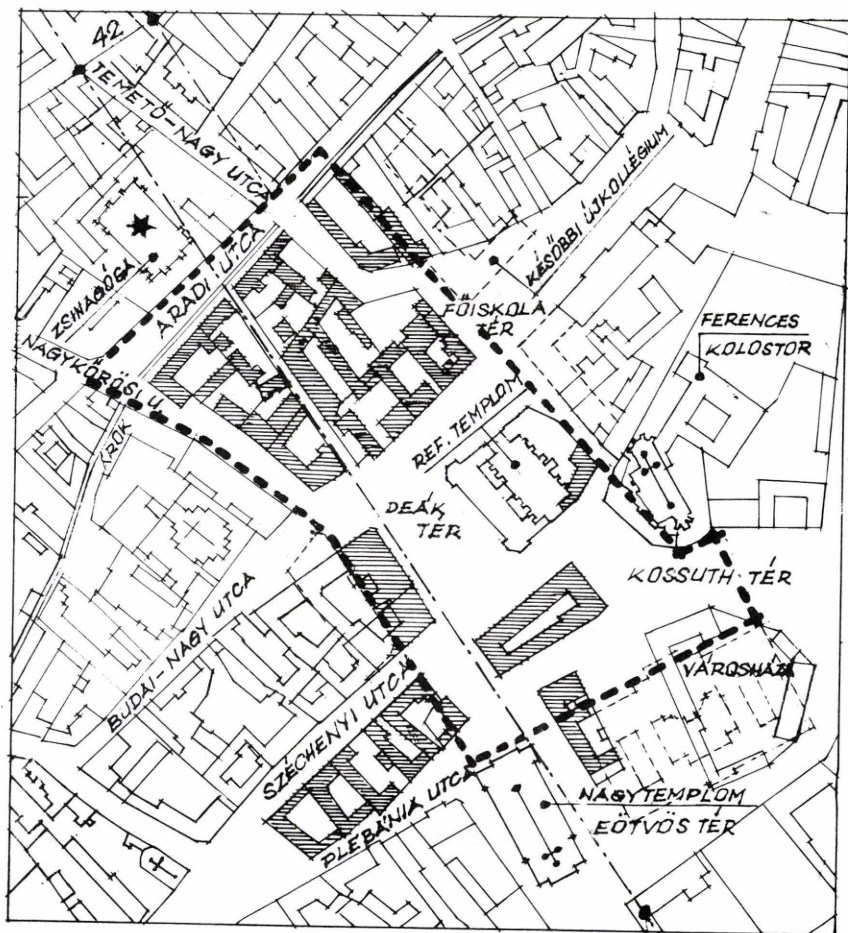 42
TEMETŐ-NAGY UTCA
ZSINAGÓGA
ARADI UTCA
KÉSŐBBI ÚJKOLLÉGIUM
FŐISKOLA
TÉR
FERENCES
KOLOSTOR
NAGYKŐRÖSI U.
ÁROK
REF. TEMPLOM
DEÁK
TÉR
KOSSUTH TÉR
BUDAI-NAGY UTCA
VÁROSHÁZA
SZÉCHENYI UTCA
PLÉBÁNIA UTCA
NAGYTEMPLOM
EÖTVÖS TÉR